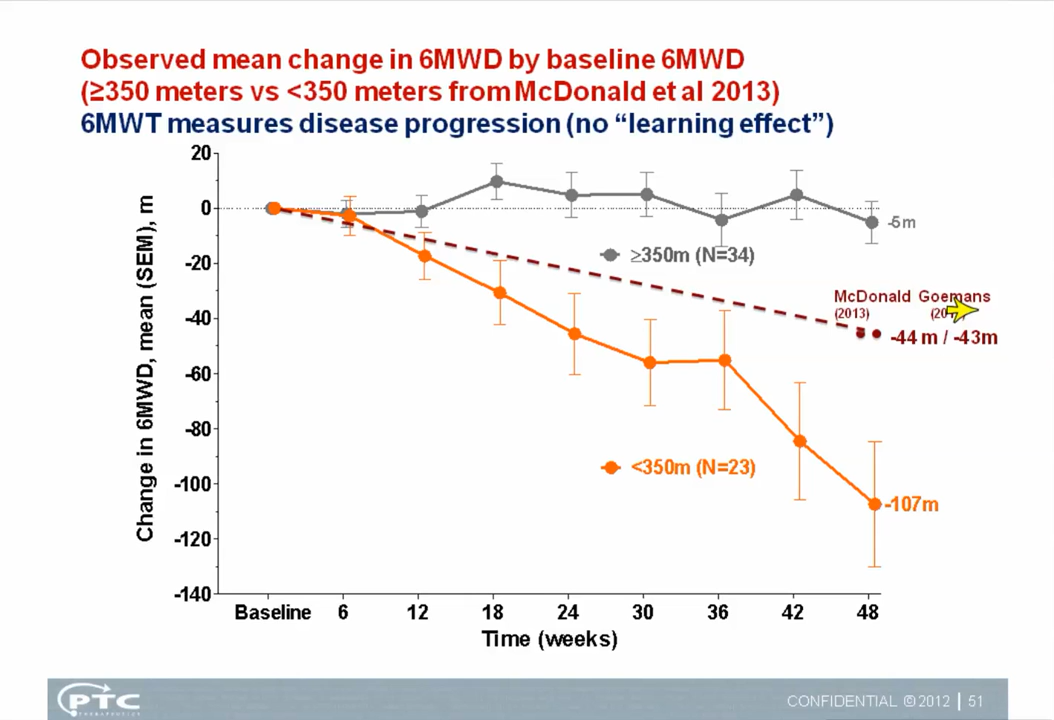 Observed mean change in 6MWD by baseline 6MWD
(≥350 meters vs <350 meters from McDonald et al 2013)
6MWT measures disease progression (no “learning effect”)
Change in 6MWD, mean (SEM), m
20
0
-20
-40
-60
-80
-100
-120
-140
-5m
≥350m (N=34)
McDonald Goemans
(2013)
-44 m / -43m
<350m (N=23)
-107m
Baseline 6 12 18 24 30 36 42 48
Time (weeks)
PTC
THERAPEUTICS
CONFIDENTIAL © 2012 | 51